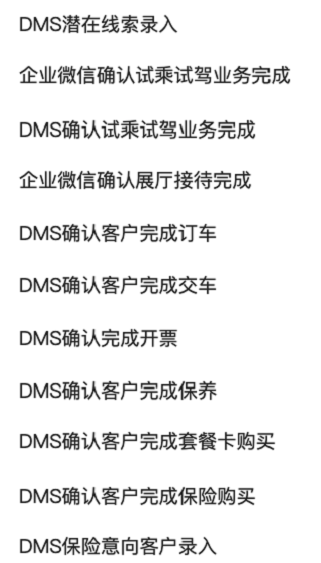 DMS潜在线索录入
企业微信确认试乘试驾业务完成
DMS确认试乘试驾业务完成
企业微信确认展厅接待完成
DMS确认客户完成订车
DMS确认客户完成交车
DMS确认完成开票
DMS确认客户完成保养
DMS确认客户完成套餐卡购买
DMS确认客户完成保险购买
DMS保险意向客户录入